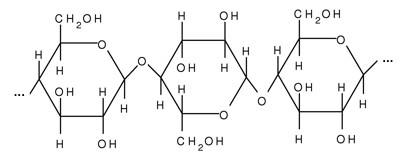 CH₂OH H OH CH₂OH
O H H O
H H O H H
OH H ...
... OH H H H OH H
H H O O H
H OH CH₂OH H OH